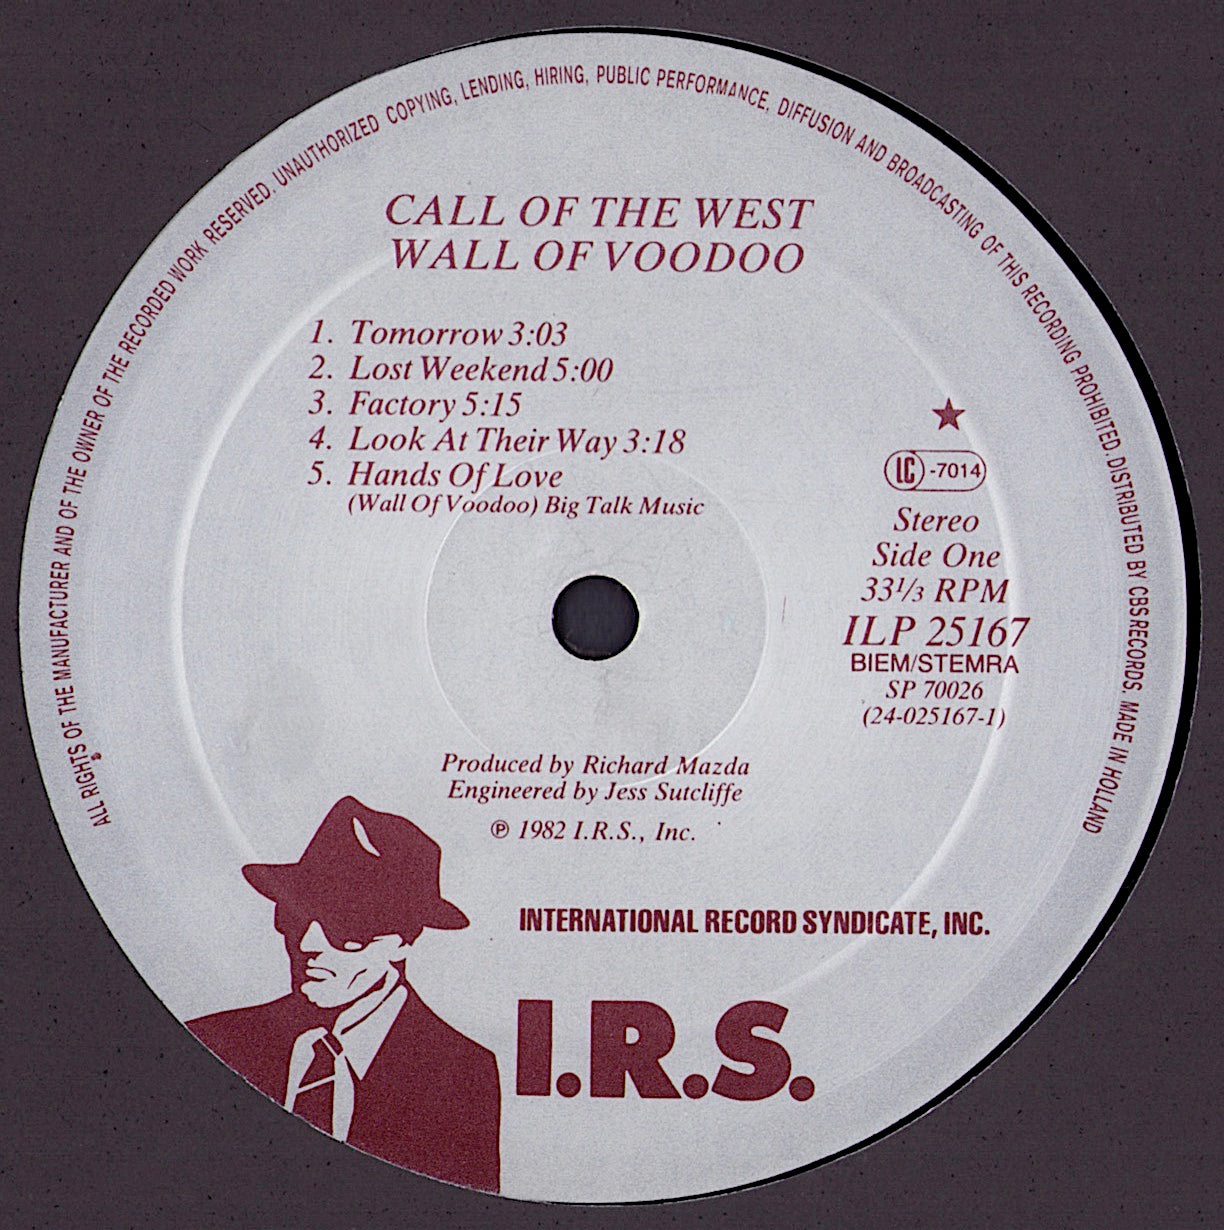 ALL RIGHTS OF THE MANUFACTURER AND OF THE OWNER OF THE RECORDED WORK RESERVED. UNAUTHORIZED COPYING, LENDING, HIRING, PUBLIC PERFORMANCE, DIFFUSION AND BROADCASTING OF THIS RECORDING PROHIBITED. DISTRIBUTED BY CBS RECORDS. MADE IN HOLLAND
CALL OF THE WEST
WALL OF VOODOO
1. Tomorrow 3:03
2. Lost Weekend 5:00
3. Factory 5:15
4. Look At Their Way 3:18
5. Hands Of Love
(Wall Of Voodoo) Big Talk Music
LC -7014
Stereo
Side One
33⅓ RPM
ILP 25167
BIEM/STEMRA
SP 70026
(24-025167-1)
Produced by Richard Mazda
Engineered by Jess Sutcliffe
℗ 1982 I.R.S., Inc.
INTERNATIONAL RECORD SYNDICATE, INC.
I.R.S.